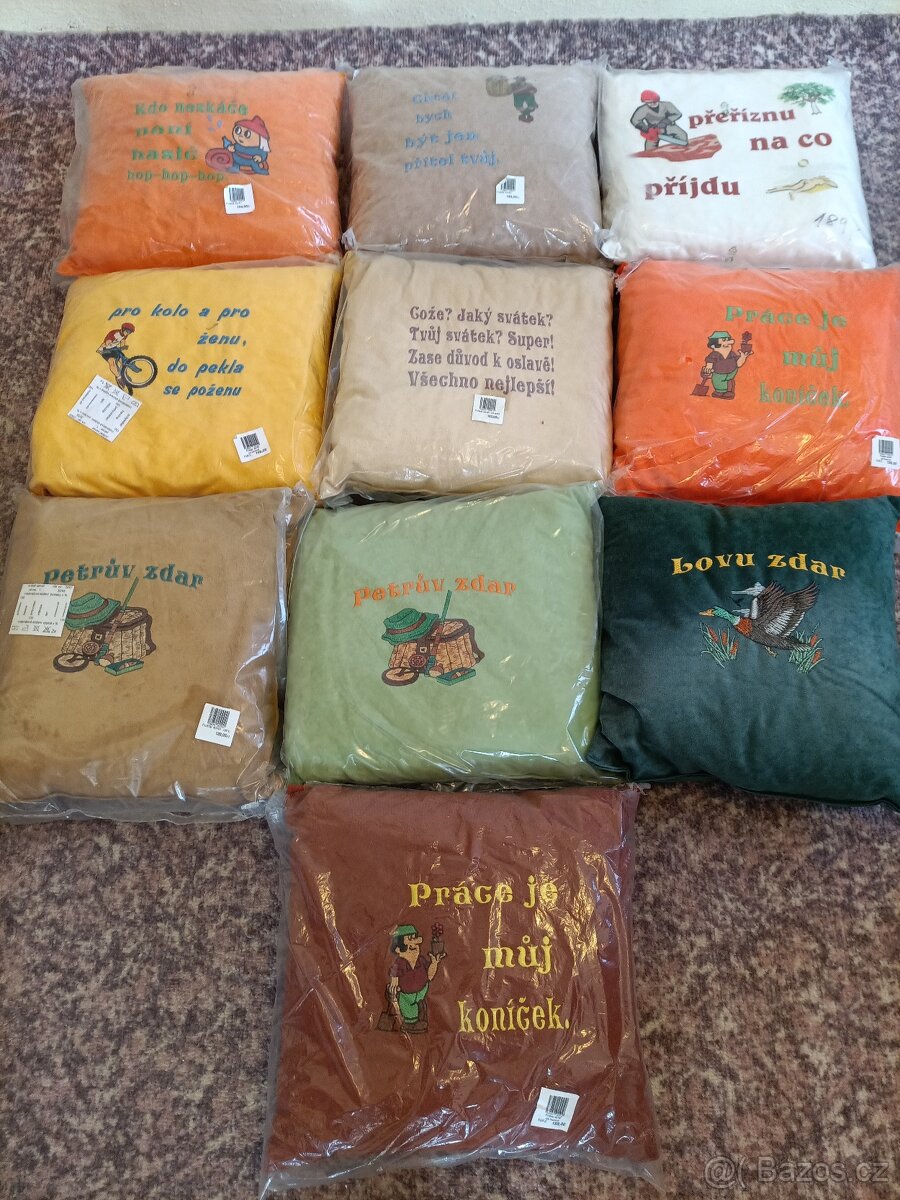 Kdo neskáče
není
hasič
hop-hop-hop
bych
být jen
přítel tvůj.
přeříznu
na co
příjdu
189,-
pro kolo a pro
ženu,
do pekla
se poženu
Cože? Jaký svátek?
Tvůj svátek? Super!
Zase důvod k oslavě!
Všechno nejlepší!
Práce je
můj
koníček.
Petrův zdar
Petrův zdar
Lovu zdar
Práce je
můj
koníček.
@ Bazos.cz